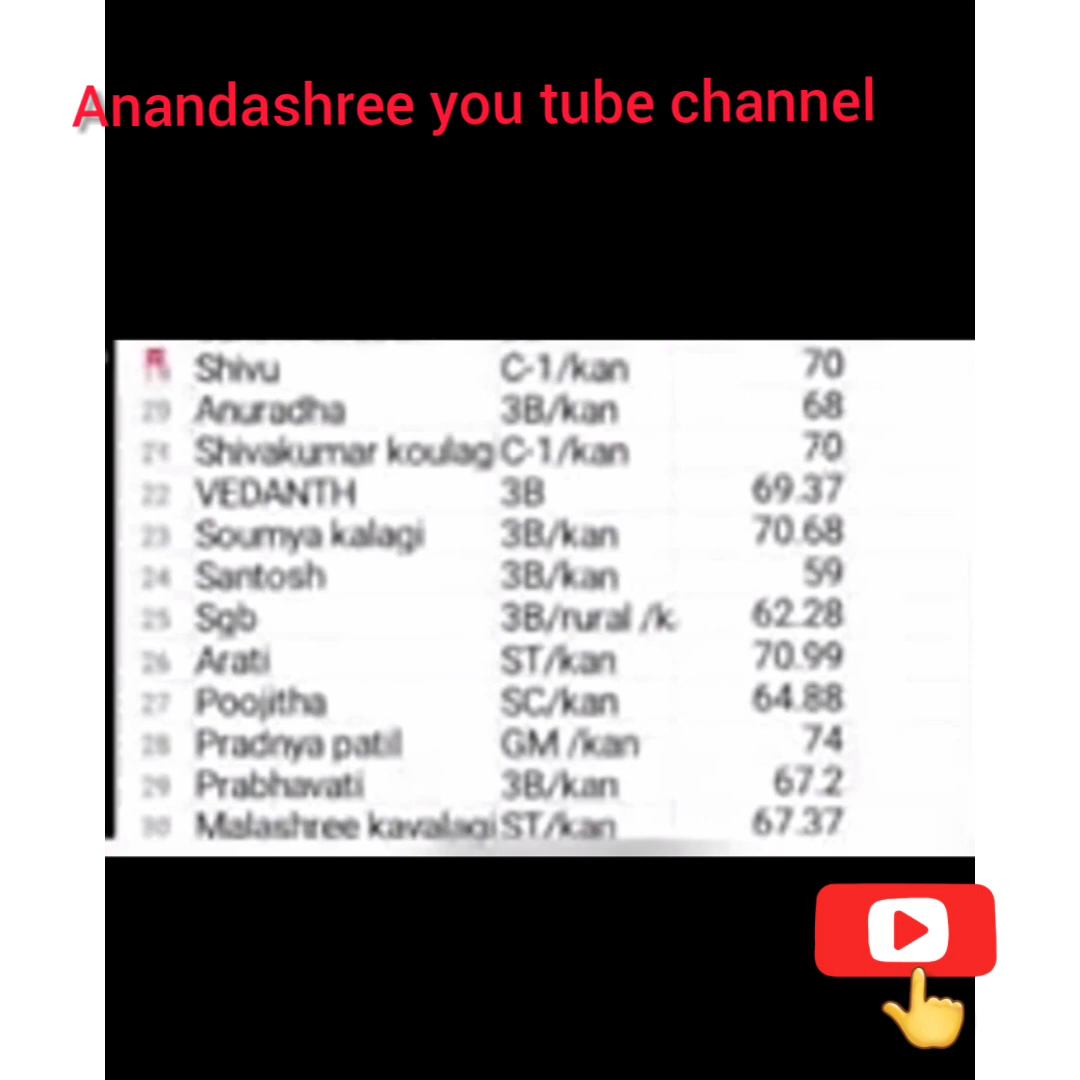 Anandashree you tube channel
Shivu C-1/kan 70
20 Anuradha 3B/kan 68
21 Shivakumar koulag C-1/kan 70
22 VEDANTH 3B 69.37
23 Soumya kalagi 3B/kan 70.68
24 Santosh 3B/kan 59
25 Sgb 3B/rural /k 62.28
26 Arati ST/kan 70.99
27 Poojitha SC/kan 64.88
28 Pradnya patil GM /kan 74
29 Prabhavati 3B/kan 67.2
30 Malashree kavalagi ST/kan 67.37